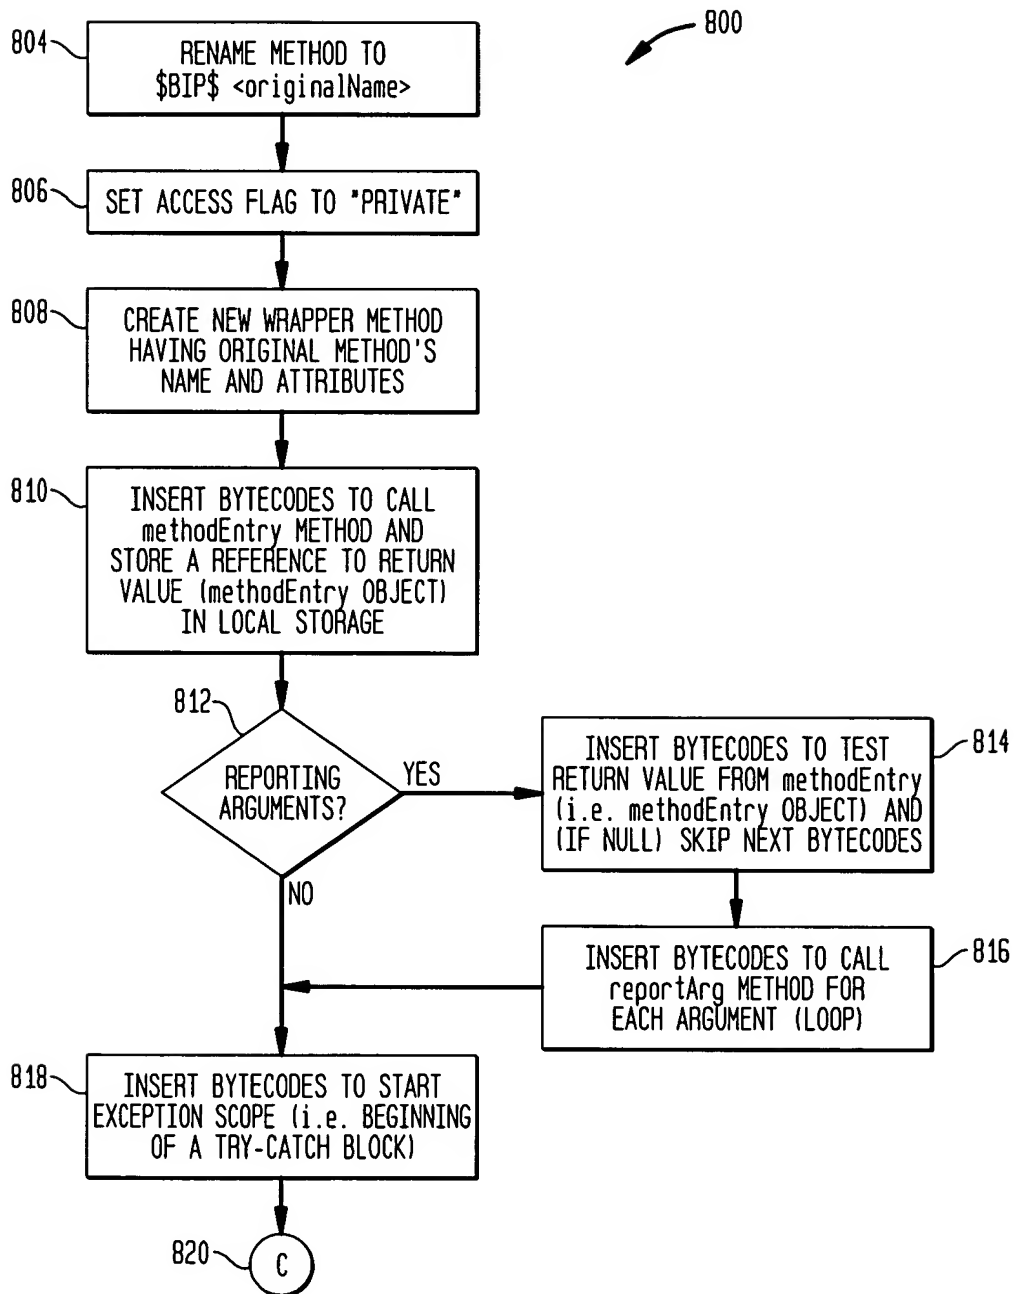 800
804
RENAME METHOD TO
$BIP$ <originalName>
806
SET ACCESS FLAG TO "PRIVATE"
808
CREATE NEW WRAPPER METHOD
HAVING ORIGINAL METHOD'S
NAME AND ATTRIBUTES
810
INSERT BYTECODES TO CALL
methodEntry METHOD AND
STORE A REFERENCE TO RETURN
VALUE (methodEntry OBJECT)
IN LOCAL STORAGE
812
REPORTING
ARGUMENTS?
YES
NO
814
INSERT BYTECODES TO TEST
RETURN VALUE FROM methodEntry
(i.e. methodEntry OBJECT) AND
(IF NULL) SKIP NEXT BYTECODES
816
INSERT BYTECODES TO CALL
reportArg METHOD FOR
EACH ARGUMENT (LOOP)
818
INSERT BYTECODES TO START
EXCEPTION SCOPE (i.e. BEGINNING
OF A TRY-CATCH BLOCK)
820
C